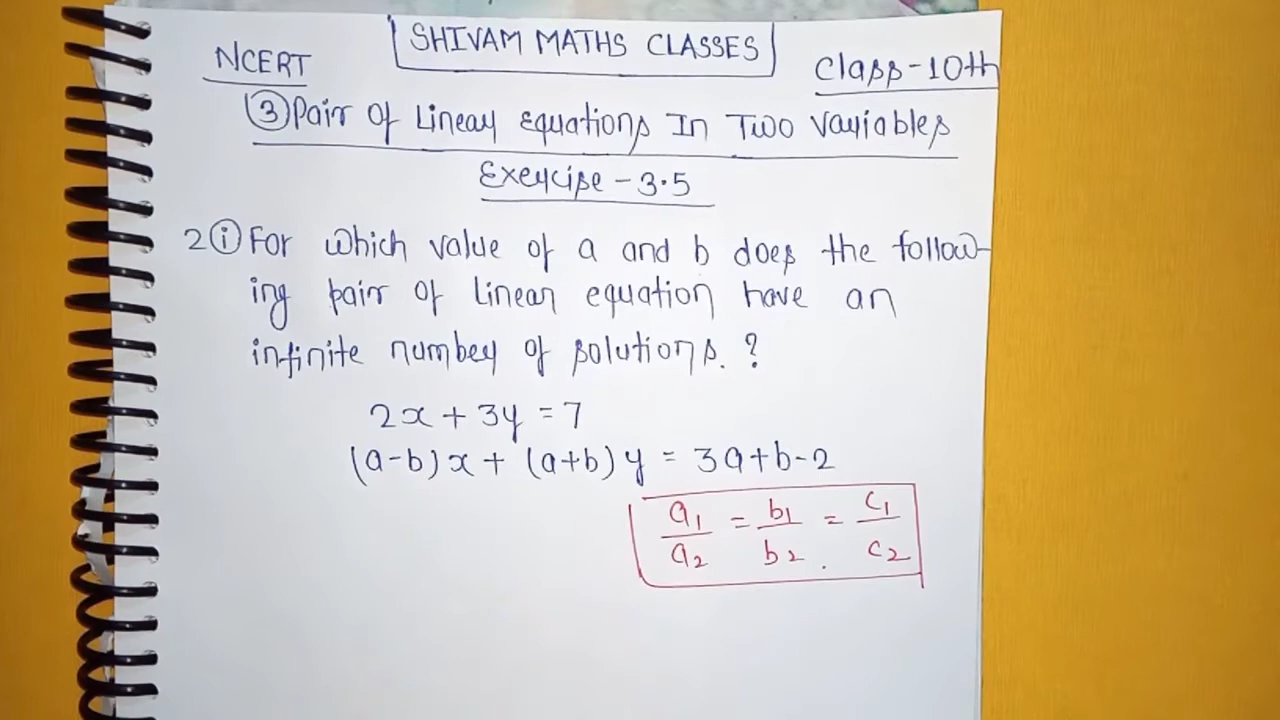 SHIVAM MATHS CLASSES
NCERT
Class-10th
③ Pair Of Linear Equations In Two Variables
Exercise - 3.5
2 ⓘ For which value of a and b does the follow-
ing pair of linear equation have an
infinite number of solutions. ?
2x + 3y = 7
(a-b)x + (a+b)y = 3a+b-2
a₁/a₂ = b₁/b₂ = c₁/c₂